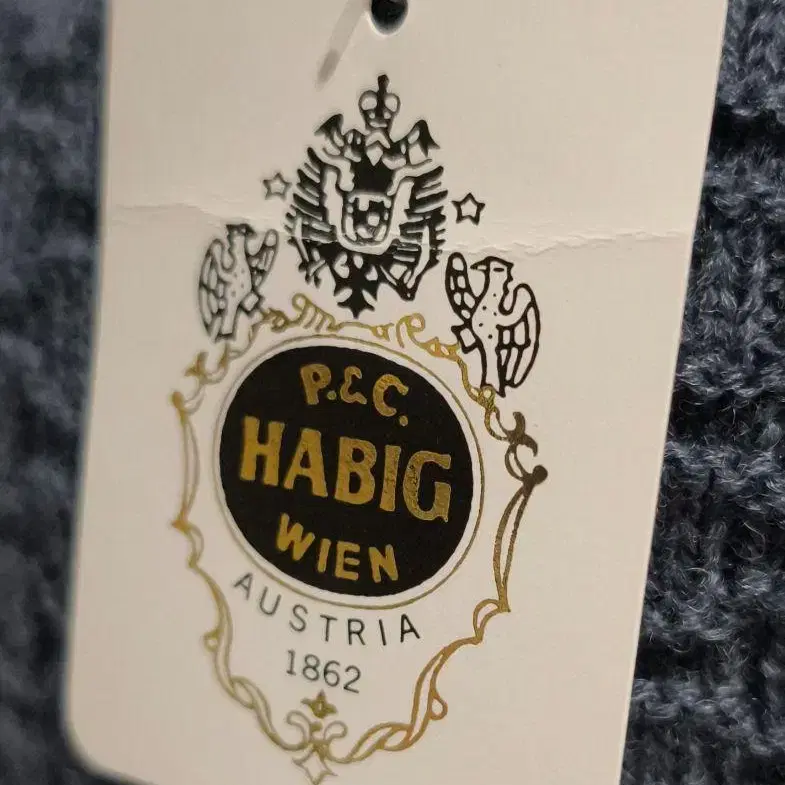 P.&C.
HABIG
WIEN
AUSTRIA
1862